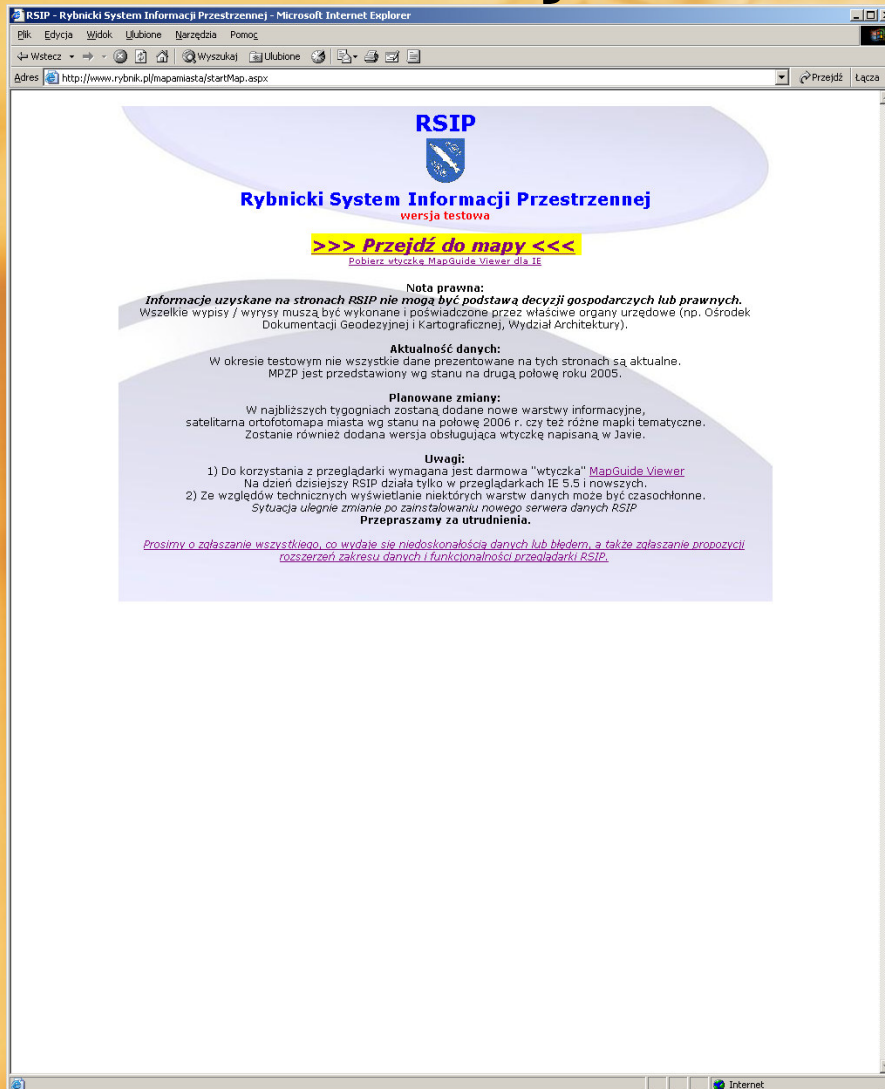 RSIP - Rybnicki System Informacji Przestrzennej - Microsoft Internet Explorer
Plik Edycja Widok Ulubione Narzędzia Pomoc
Wstecz Wyszukaj Ulubione
Adres http://www.rybnik.pl/mapamiasta/startMap.aspx Przejdź Łącza
RSIP
Rybnicki System Informacji Przestrzennej
wersja testowa
>>> Przejdź do mapy <<<
Pobierz wtyczkę MapGuide Viewer dla IE
Nota prawna:
Informacje uzyskane na stronach RSIP nie mogą być podstawą decyzji gospodarczych lub prawnych.
Wszelkie wypisy / wyrysy muszą być wykonane i poświadczone przez właściwe organy urzędowe (np. Ośrodek
Dokumentacji Geodezyjnej i Kartograficznej, Wydział Architektury).
Aktualność danych:
W okresie testowym nie wszystkie dane prezentowane na tych stronach są aktualne.
MPZP jest przedstawiony wg stanu na drugą połowę roku 2005.
Planowane zmiany:
W najbliższych tygogniach zostaną dodane nowe warstwy informacyjne,
satelitarna ortofotomapa miasta wg stanu na połowę 2006 r. czy też różne mapki tematyczne.
Zostanie również dodana wersja obsługująca wtyczkę napisaną w Javie.
Uwagi:
1) Do korzystania z przeglądarki wymagana jest darmowa "wtyczka" MapGuide Viewer
Na dzień dzisiejszy RSIP działa tylko w przeglądarkach IE 5.5 i nowszych.
2) Ze względów technicznych wyświetlanie niektórych warstw danych może być czasochłonne.
Sytuacja ulegnie zmianie po zainstalowaniu nowego serwera danych RSIP
Przepraszamy za utrudnienia.
Prosimy o zgłaszanie wszystkiego, co wydaje się niedoskonałością danych lub błędem, a także zgłaszanie propozycji
rozszerzeń zakresu danych i funkcjonalności przeglądarki RSIP.
Internet